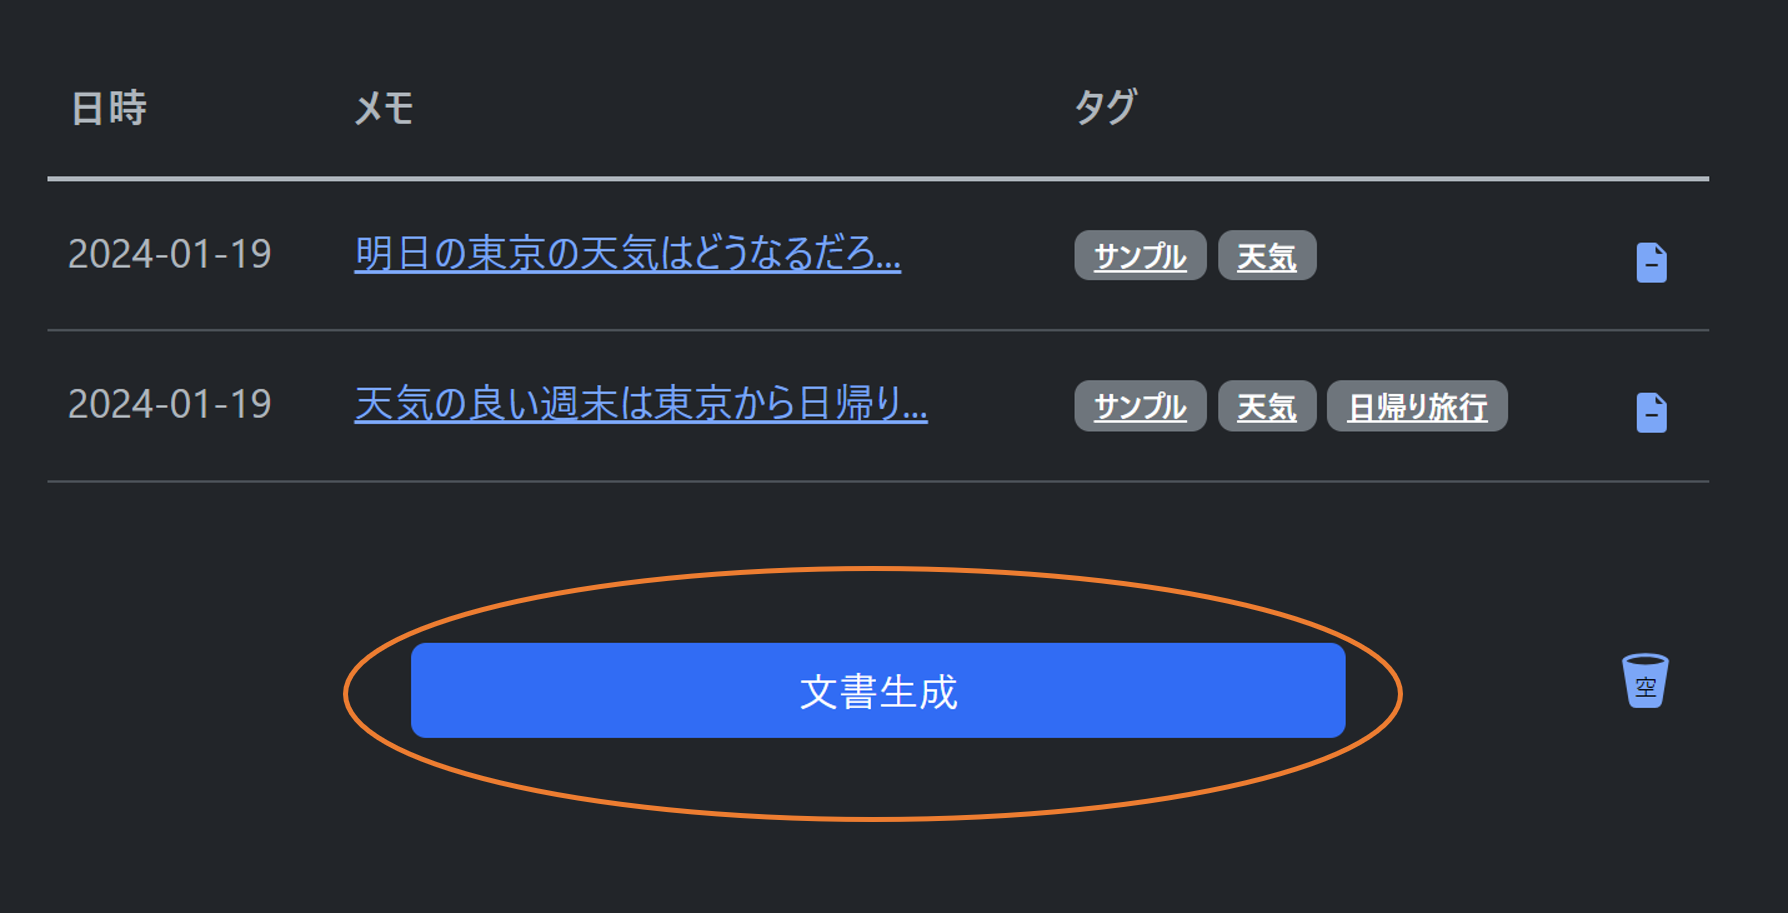 日時 メモ タグ
2024-01-19 明日の東京の天気はどうなるだろ... サンプル 天気
2024-01-19 天気の良い週末は東京から日帰り... サンプル 天気 日帰り旅行
文書生成 空